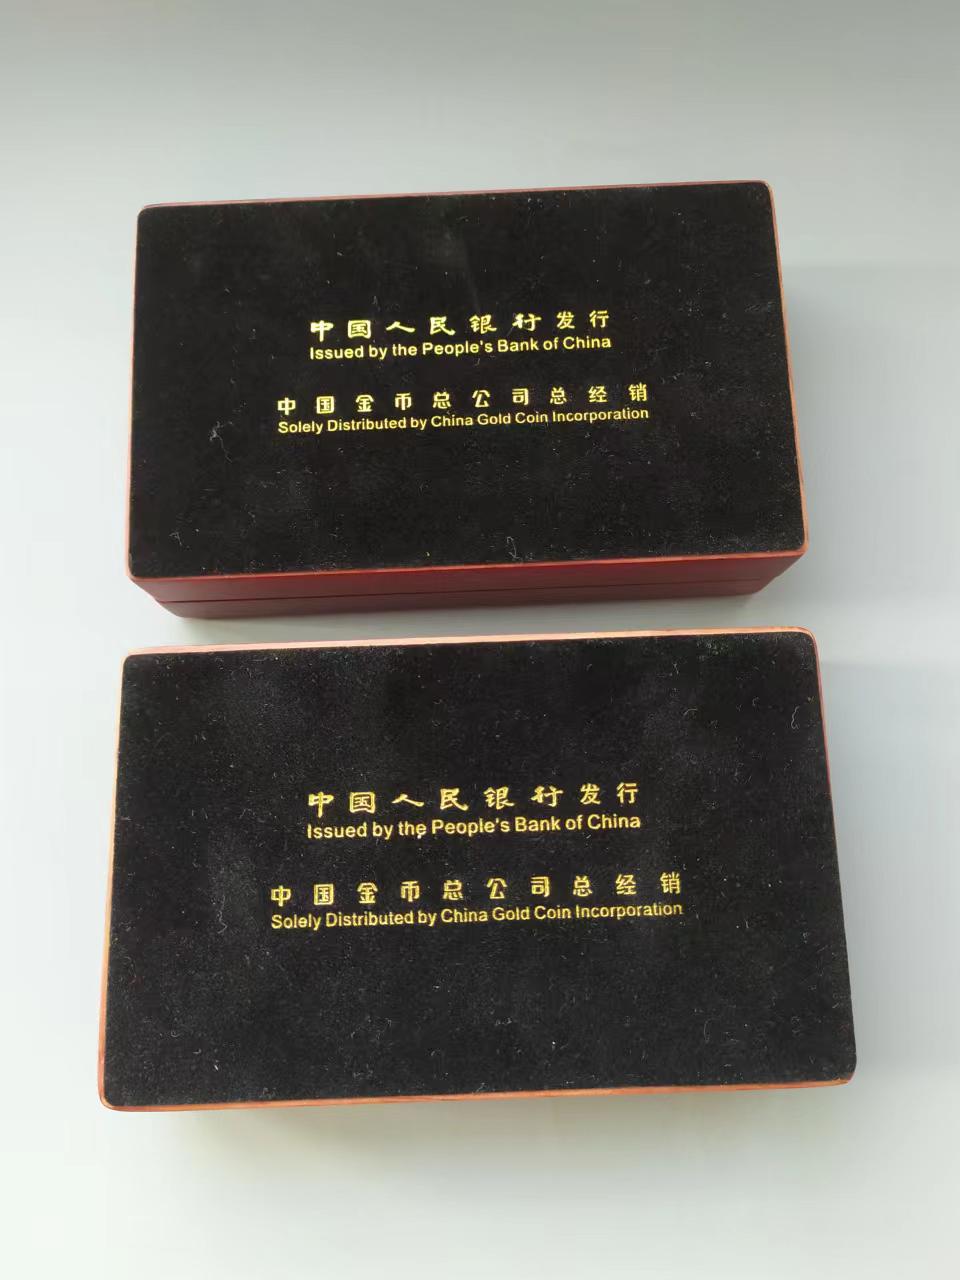 中国人民银行发行
Issued by the People's Bank of China
中国金币总公司总经销
Solely Distributed by China Gold Coin Incorporation
中国人民银行发行
Issued by the People's Bank of China
中国金币总公司总经销
Solely Distributed by China Gold Coin Incorporation